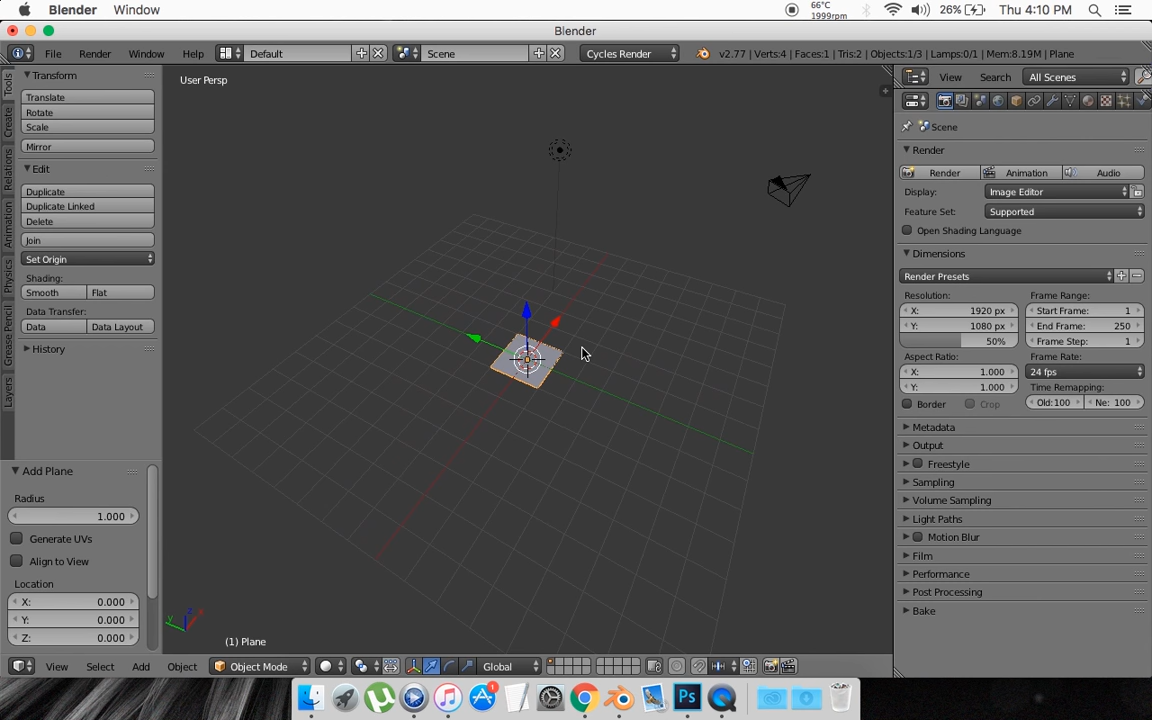 Blender Window 66°C 1999rpm 26% Thu 4:10 PM
Blender
File Render Window Help Default Scene Cycles Render v2.77 | Verts:4 | Faces:1 | Tris:2 | Objects:1/3 | Lamps:0/1 | Mem:8.19M | Plane
Tools
Create
Relations
Animation
Physics
Grease Pencil
Layers
Transform
Translate
Rotate
Scale
Mirror
Edit
Duplicate
Duplicate Linked
Delete
Join
Set Origin
Shading:
Smooth Flat
Data Transfer:
Data Data Layout
History
Add Plane
Radius
1.000
Generate UVs
Align to View
Location
X: 0.000
Y: 0.000
Z: 0.000
User Persp
(1) Plane
View Select Add Object Object Mode Global
View Search All Scenes
Scene
Render
Render Animation Audio
Display: Image Editor
Feature Set: Supported
Open Shading Language
Dimensions
Render Presets
Resolution: Frame Range:
X: 1920 px Start Frame: 1
Y: 1080 px End Frame: 250
50% Frame Step: 1
Aspect Ratio: Frame Rate:
X: 1.000 24 fps
Y: 1.000 Time Remapping:
Border Crop Old:100 Ne: 100
Metadata
Output
Freestyle
Sampling
Volume Sampling
Light Paths
Motion Blur
Film
Performance
Post Processing
Bake
1
Ps